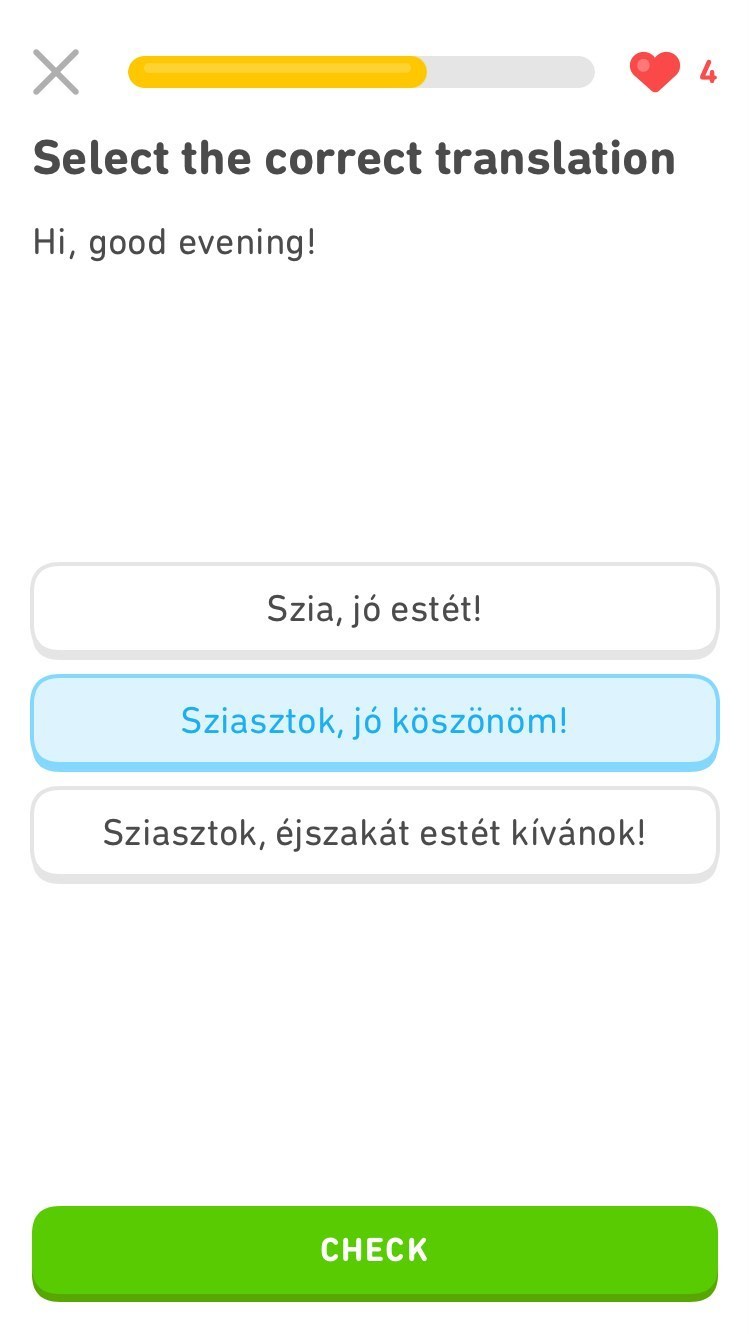 4
Select the correct translation
Hi, good evening!
Szia, jó estét!
Sziasztok, jó köszönöm!
Sziasztok, éjszakát estét kívánok!
CHECK